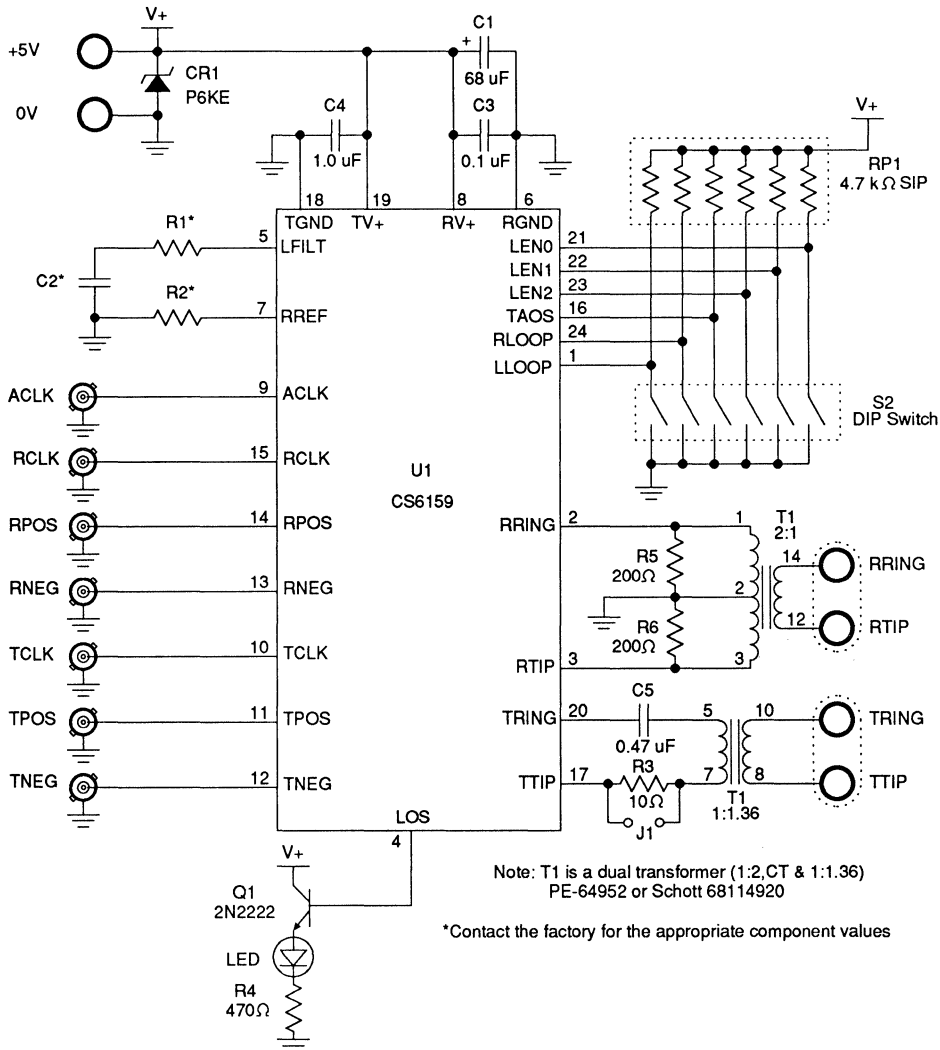 V+
+5V
CR1
P6KE
0V
C1
+
68 uF
C4
1.0 uF
C3
0.1 uF
V+
RP1
4.7 kΩ SIP
18
19
8
6
TGND
TV+
RV+
RGND
R1*
5
LFILT
C2*
R2*
7
RREF
LEN0
21
LEN1
22
LEN2
23
TAOS
16
RLOOP
24
LLOOP
1
S2
DIP Switch
ACLK
9
ACLK
RCLK
15
RCLK
RPOS
14
RPOS
RNEG
13
RNEG
TCLK
10
TCLK
TPOS
11
TPOS
TNEG
12
TNEG
U1
CS6159
RRING
2
R5
200Ω
R6
200Ω
RTIP
3
1
2
3
T1
2:1
14
12
RRING
RTIP
TRING
20
C5
0.47 uF
TTIP
17
R3
10Ω
J1
5
7
T1
1:1.36
10
8
TRING
TTIP
LOS
4
V+
Q1
2N2222
LED
R4
470Ω
Note: T1 is a dual transformer (1:2,CT & 1:1.36)
PE-64952 or Schott 68114920
*Contact the factory for the appropriate component values